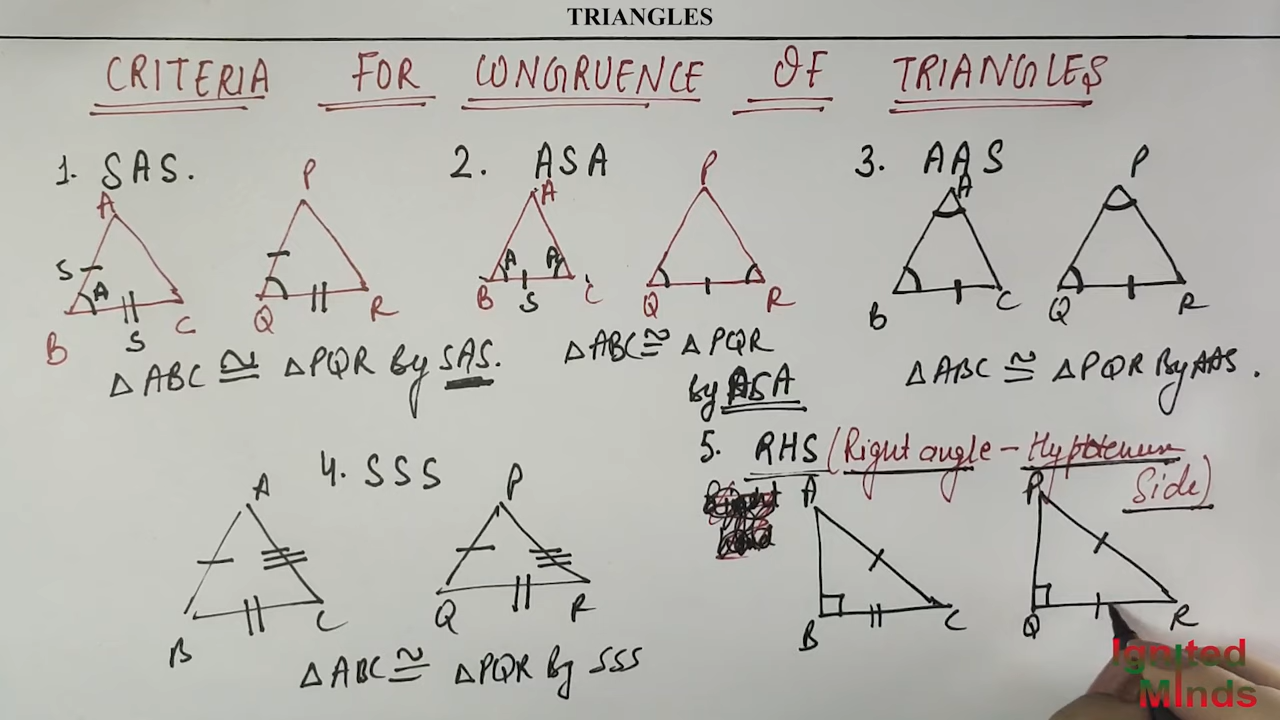 TRIANGLES
CRITERIA FOR CONGRUENCE OF TRIANGLES
1. SAS.
A
S
A
B
S
C
P
Q
R
△ABC ≅ △PQR By SAS.
2. ASA
A
A
A
B
S
C
P
Q
R
△ABC ≅ △PQR
by ASA
3. AAS
A
B
C
P
Q
R
△ABC ≅ △PQR By AAS.
4. SSS
A
B
C
P
Q
R
△ABC ≅ △PQR By SSS
5. RHS (Right angle - Hypotenuse
Side)
A
B
C
P
Q
R
Ignited
Minds